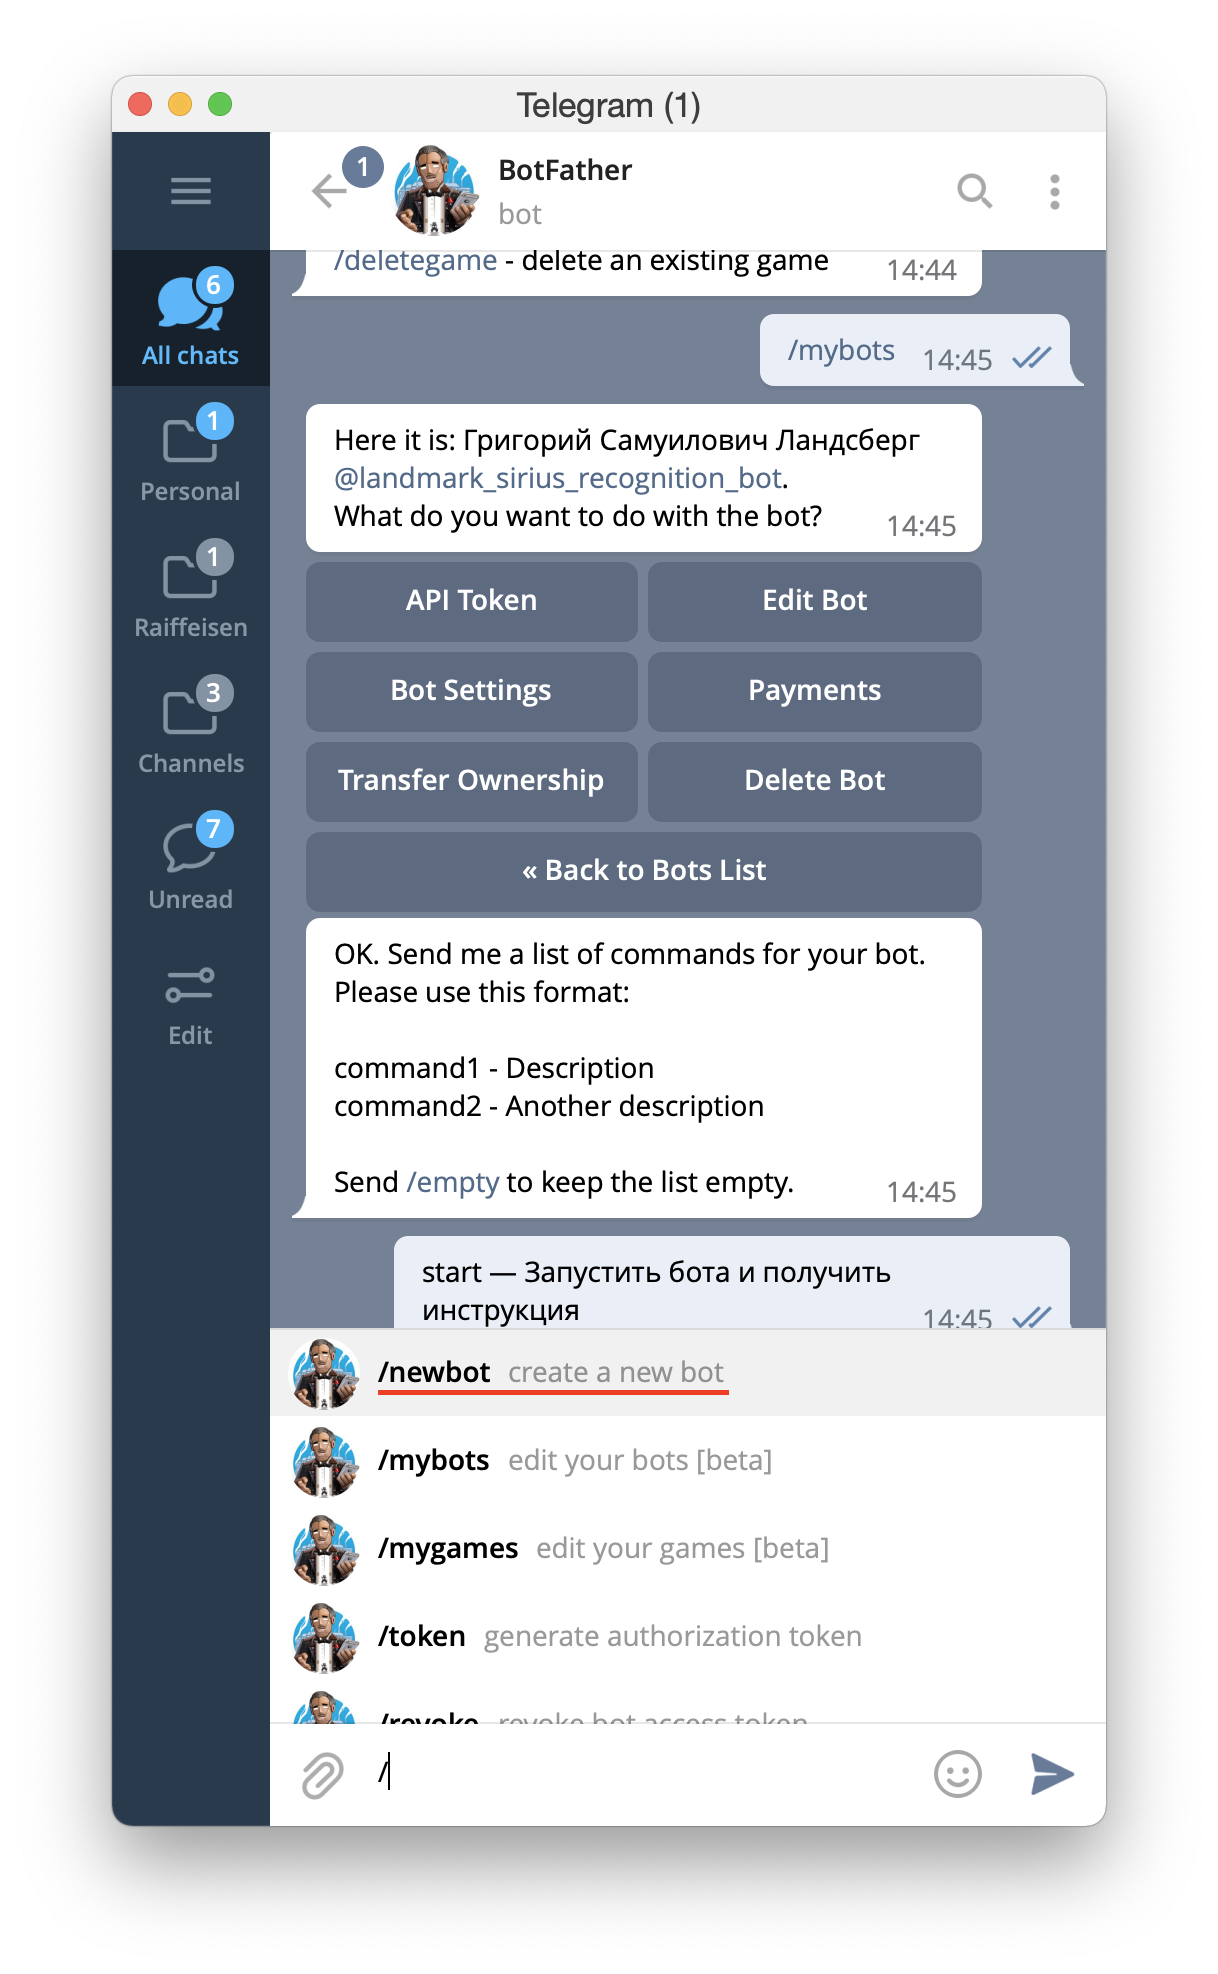 Telegram (1)
1
BotFather
bot
6
All chats
1
Personal
1
Raiffeisen
3
Channels
7
Unread
Edit
/deletegame - delete an existing game
14:44
/mybots 14:45
Here it is: Григорий Самуилович Ландсберг
@landmark_sirius_recognition_bot.
What do you want to do with the bot? 14:45
API Token
Edit Bot
Bot Settings
Payments
Transfer Ownership
Delete Bot
« Back to Bots List
OK. Send me a list of commands for your bot.
Please use this format:
command1 - Description
command2 - Another description
Send /empty to keep the list empty. 14:45
start — Запустить бота и получить
инструкция 14:45
/newbot create a new bot
/mybots edit your bots [beta]
/mygames edit your games [beta]
/token generate authorization token
/revoke revoke bot access token
/